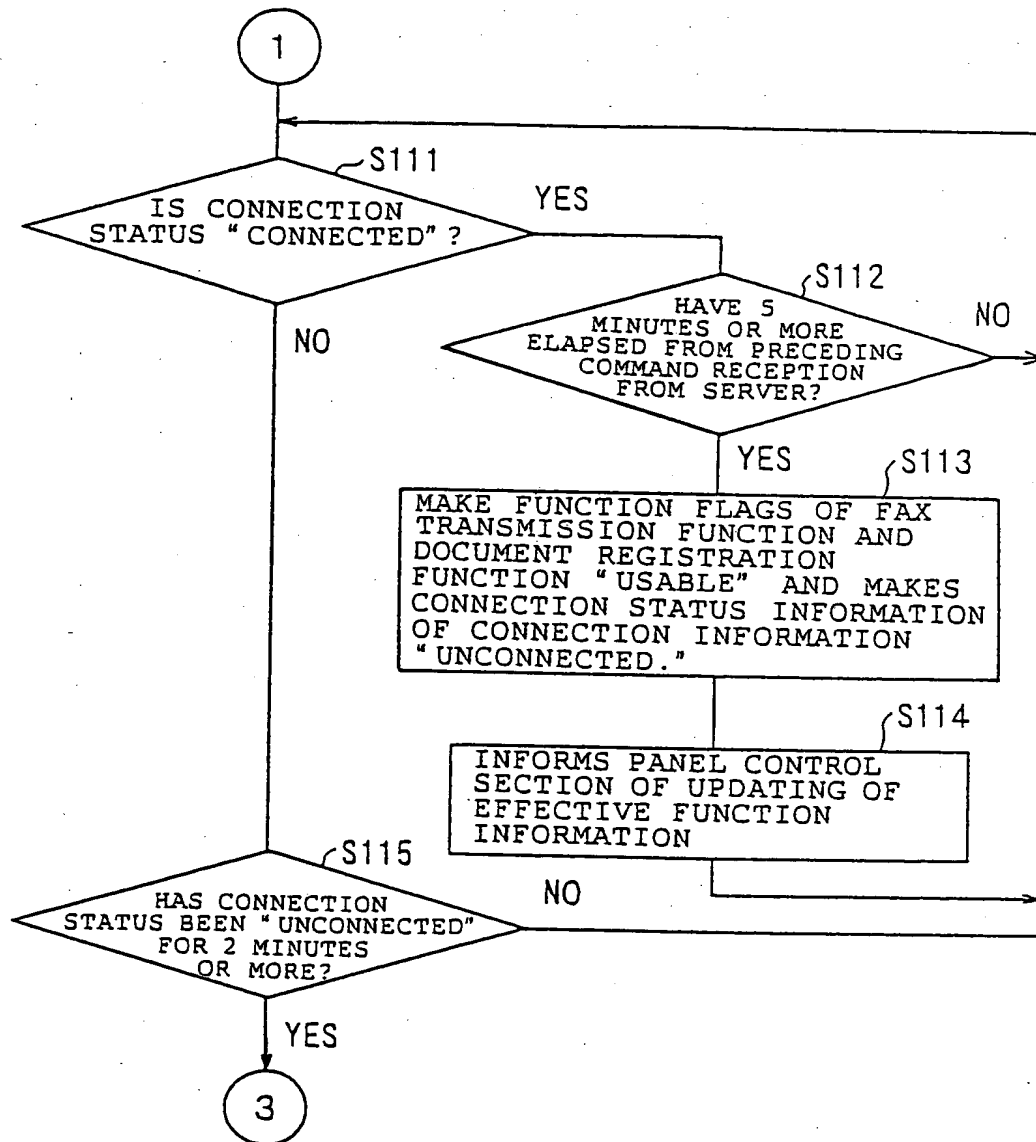 1
S111
IS CONNECTION
STATUS "CONNECTED"?
YES
NO
S112
HAVE 5
MINUTES OR MORE
ELAPSED FROM PRECEDING
COMMAND RECEPTION
FROM SERVER?
NO
YES
S113
MAKE FUNCTION FLAGS OF FAX
TRANSMISSION FUNCTION AND
DOCUMENT REGISTRATION
FUNCTION "USABLE" AND MAKES
CONNECTION STATUS INFORMATION
OF CONNECTION INFORMATION
"UNCONNECTED."
S114
INFORMS PANEL CONTROL
SECTION OF UPDATING OF
EFFECTIVE FUNCTION
INFORMATION
S115
HAS CONNECTION
STATUS BEEN "UNCONNECTED"
FOR 2 MINUTES
OR MORE?
NO
YES
3